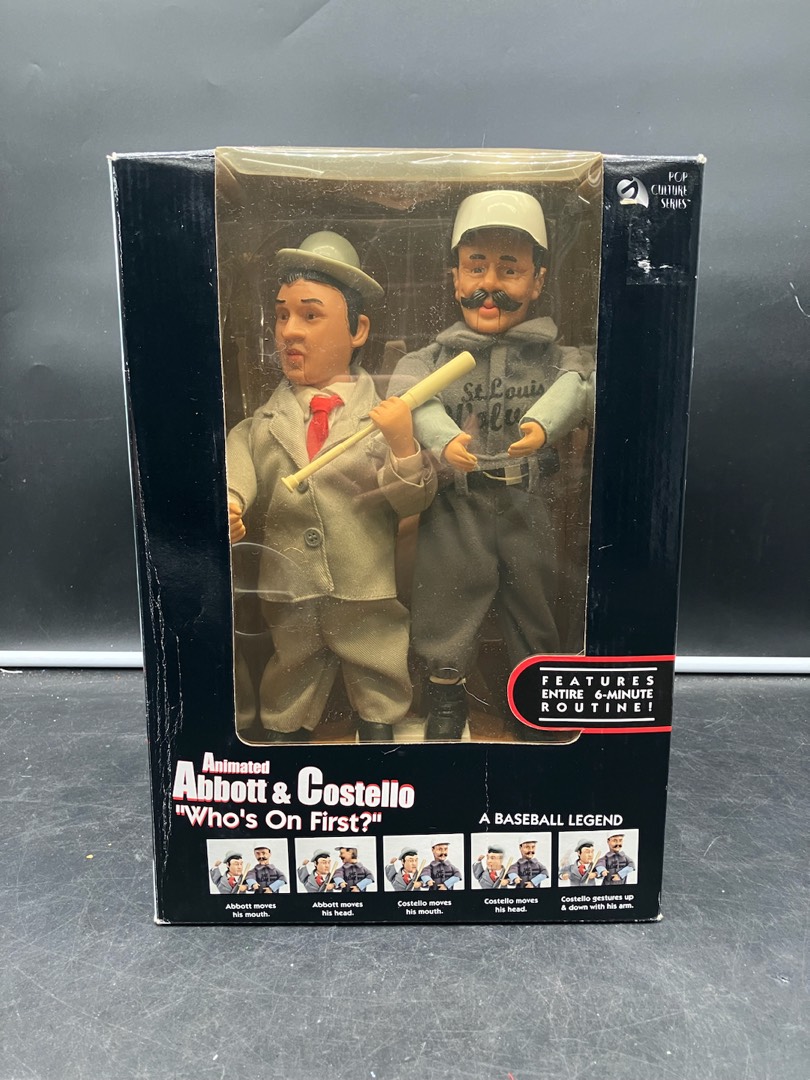 POP
CULTURE
SERIES™
St. Louis
FEATURES
ENTIRE 6-MINUTE
ROUTINE!
Animated
Abbott & Costello
"Who's On First?"
A BASEBALL LEGEND
Abbott moves
his mouth.
Abbott moves
his head.
Costello moves
his mouth.
Costello moves
his head.
Costello gestures up
& down with his arm.